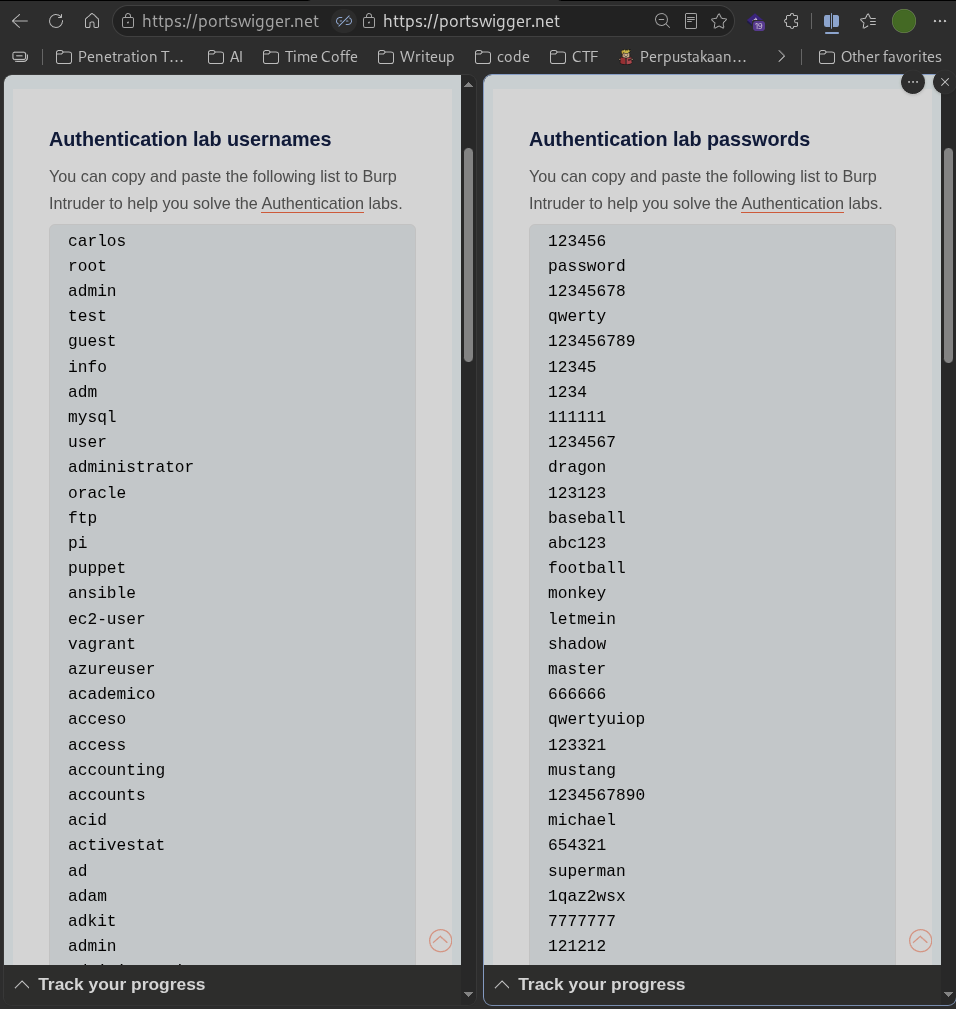 https://portswigger.net
https://portswigger.net
19
Penetration T...
AI
Time Coffe
Writeup
code
CTF
Perpustakaan...
Other favorites
Authentication lab usernames
You can copy and paste the following list to Burp
Intruder to help you solve the Authentication labs.
carlos
root
admin
test
guest
info
adm
mysql
user
administrator
oracle
ftp
pi
puppet
ansible
ec2-user
vagrant
azureuser
academico
acceso
access
accounting
accounts
acid
activestat
ad
adam
adkit
admin
Track your progress
Authentication lab passwords
You can copy and paste the following list to Burp
Intruder to help you solve the Authentication labs.
123456
password
12345678
qwerty
123456789
12345
1234
111111
1234567
dragon
123123
baseball
abc123
football
monkey
letmein
shadow
master
666666
qwertyuiop
123321
mustang
1234567890
michael
654321
superman
1qaz2wsx
7777777
121212
Track your progress